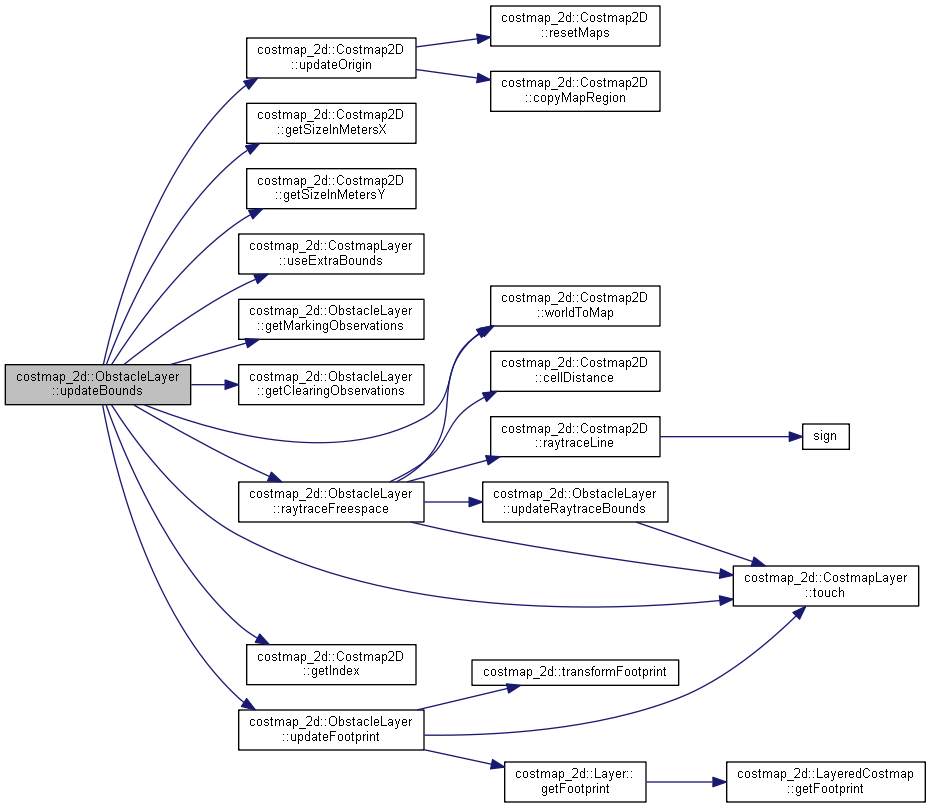 costmap_2d::Costmap2D
::resetMaps
costmap_2d::Costmap2D
::updateOrigin
costmap_2d::Costmap2D
::copyMapRegion
costmap_2d::Costmap2D
::getSizeInMetersX
costmap_2d::Costmap2D
::getSizeInMetersY
costmap_2d::CostmapLayer
::useExtraBounds
costmap_2d::Costmap2D
::worldToMap
costmap_2d::ObstacleLayer
::getMarkingObservations
costmap_2d::ObstacleLayer
::updateBounds
costmap_2d::ObstacleLayer
::getClearingObservations
costmap_2d::Costmap2D
::cellDistance
costmap_2d::Costmap2D
::raytraceLine
sign
costmap_2d::ObstacleLayer
::raytraceFreespace
costmap_2d::ObstacleLayer
::updateRaytraceBounds
costmap_2d::CostmapLayer
::touch
costmap_2d::Costmap2D
::getIndex
costmap_2d::transformFootprint
costmap_2d::ObstacleLayer
::updateFootprint
costmap_2d::Layer::
getFootprint
costmap_2d::LayeredCostmap
::getFootprint